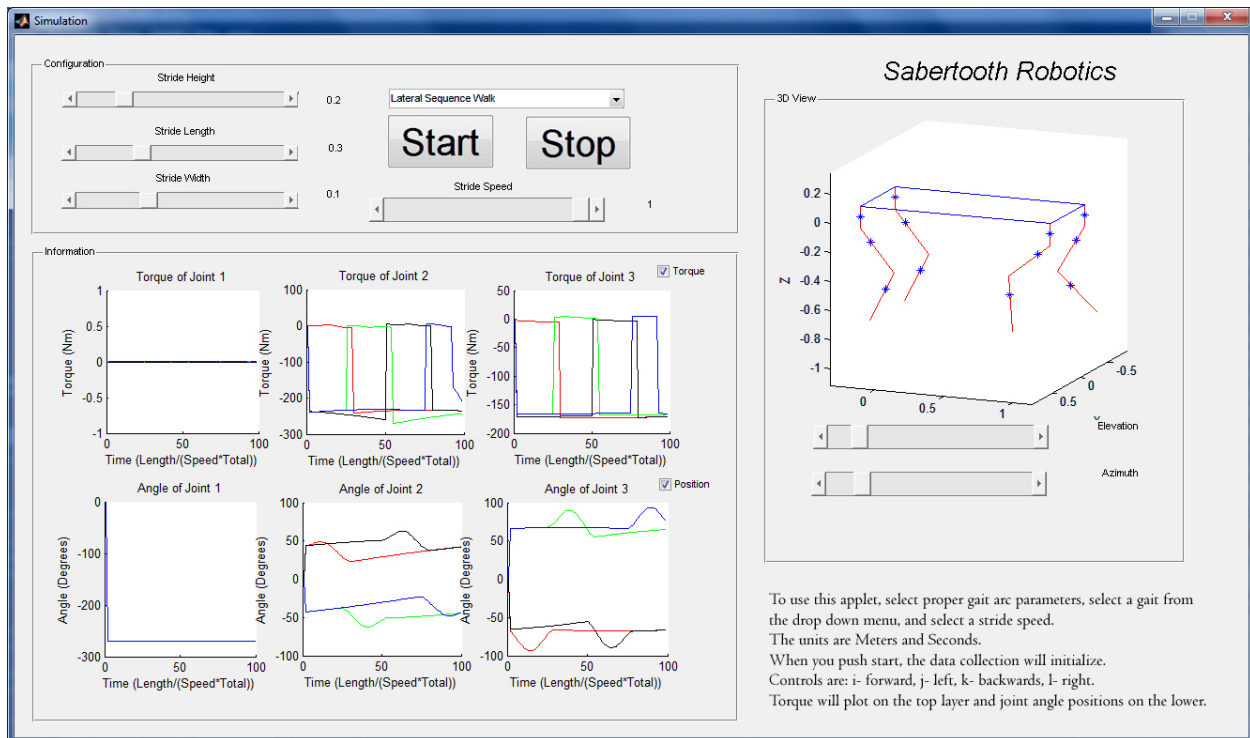 Simulation
Configuration
Stride Height
0.2
Stride Length
0.3
Stride Width
0.1
Lateral Sequence Walk
Start
Stop
Stride Speed
1
Sabertooth Robotics
3D View
0.2
0
-0.2
-0.4
-0.6
-0.8
-1
Z
0
0.5
1
0.5
0
-0.5
Y
Elevation
Azimuth
Information
Torque of Joint 1
Torque (Nm)
1
0.5
0
-0.5
-1
0 50 100
Time (Length/(Speed*Total))
Torque of Joint 2
Torque (Nm)
100
0
-100
-200
-300
0 50 100
Time (Length/(Speed*Total))
Torque of Joint 3
Torque
Torque (Nm)
50
0
-50
-100
-150
-200
0 50 100
Time (Length/(Speed*Total))
Angle of Joint 1
Angle (Degrees)
0
-100
-200
-300
0 50 100
Time (Length/(Speed*Total))
Angle of Joint 2
Angle (Degrees)
100
50
0
-50
-100
0 50 100
Time (Length/(Speed*Total))
Angle of Joint 3
Position
Angle (Degrees)
100
50
0
-50
-100
0 50 100
Time (Length/(Speed*Total))
To use this applet, select proper gait arc parameters, select a gait from
the drop down menu, and select a stride speed.
The units are Meters and Seconds.
When you push start, the data collection will initialize.
Controls are: i- forward, j- left, k- backwards, l- right.
Torque will plot on the top layer and joint angle positions on the lower.